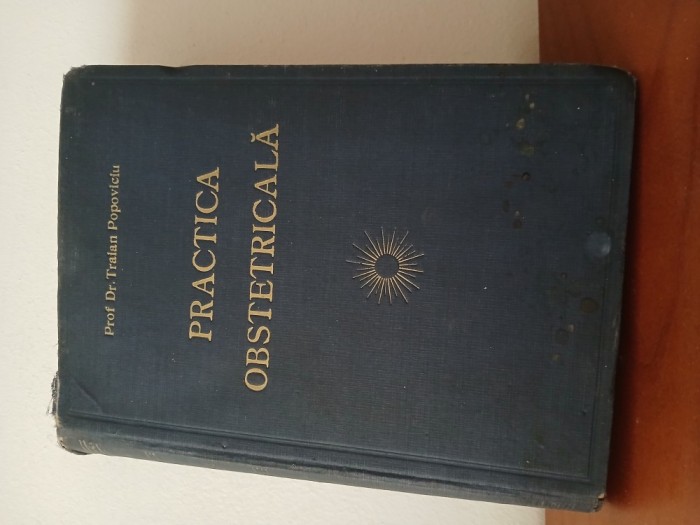 Prof Dr. Traian Popoviciu
PRACTICA
OBSTETRICALĂ